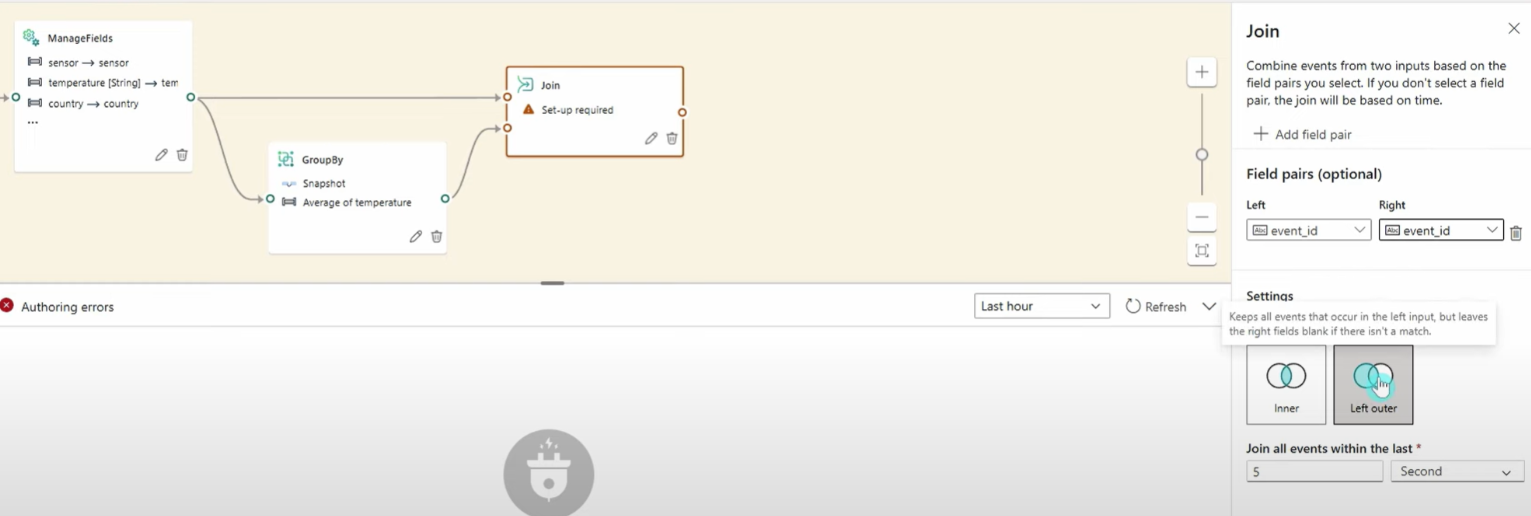 ManageFields
sensor → sensor
temperature [String] → tem
country → country
...
GroupBy
Snapshot
Average of temperature
Join
Set-up required
Authoring errors
Last hour
Refresh
Join
Combine events from two inputs based on the
field pairs you select. If you don't select a field
pair, the join will be based on time.
+ Add field pair
Field pairs (optional)
Left
Right
Abc event_id
Abc event_id
Settings
Keeps all events that occur in the left input, but leaves
the right fields blank if there isn't a match.
Inner
Left outer
Join all events within the last *
5
Second